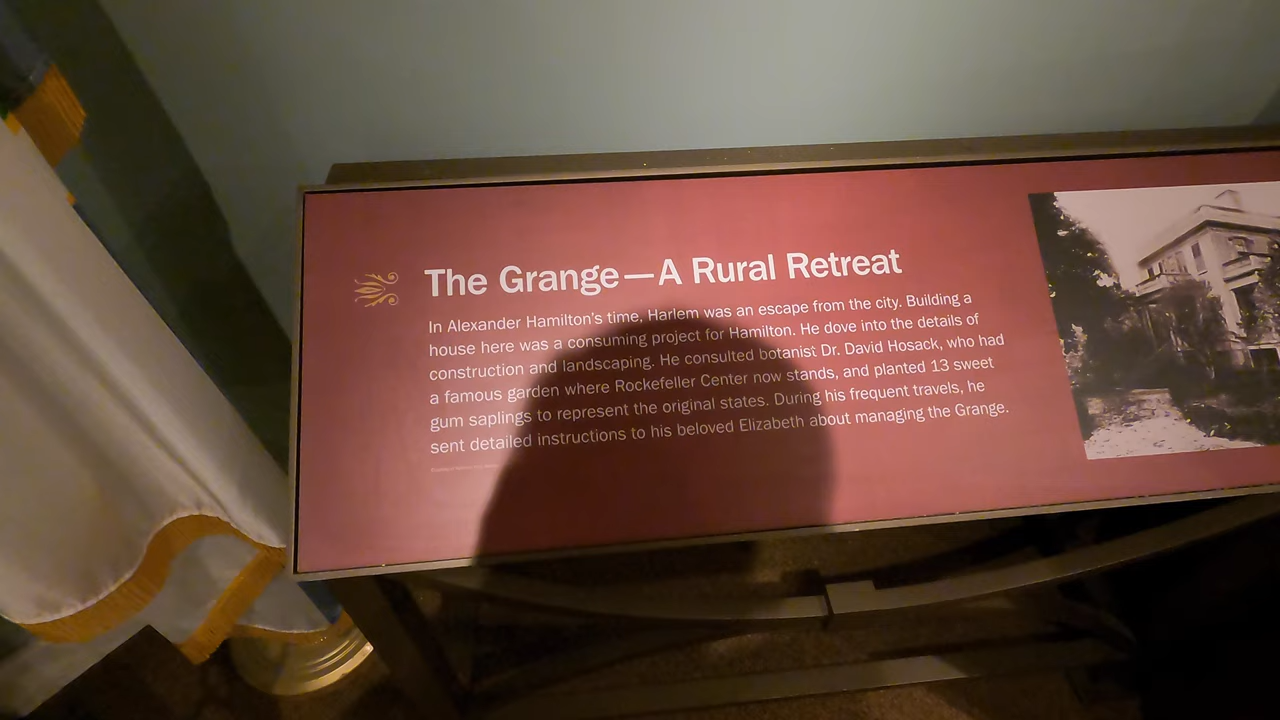 The Grange—A Rural Retreat
In Alexander Hamilton's time, Harlem was an escape from the city. Building a
house here was a consuming project for Hamilton. He dove into the details of
construction and landscaping. He consulted botanist Dr. David Hosack, who had
a famous garden where Rockefeller Center now stands, and planted 13 sweet
gum saplings to represent the original states. During his frequent travels, he
sent detailed instructions to his beloved Elizabeth about managing the Grange.